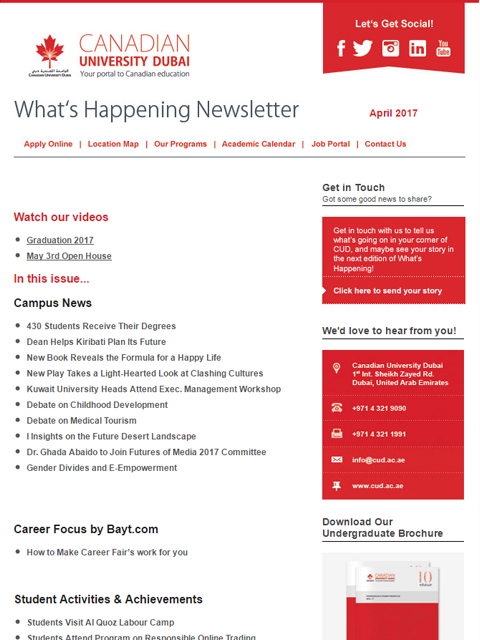 Let's Get Social!
CANADIAN
UNIVERSITY DUBAI
Your portal to Canadian education
CANADIAN UNIVERSITY DUBAI
You
Tube
What's Happening Newsletter
April 2017
Apply Online | Location Map | Our Programs | Academic Calendar | Job Portal | Contact Us
Watch our videos
Graduation 2017
May 3rd Open House
In this issue...
Campus News
430 Students Receive Their Degrees
Dean Helps Kiribati Plan Its Future
New Book Reveals the Formula for a Happy Life
New Play Takes a Light-Hearted Look at Clashing Cultures
Kuwait University Heads Attend Exec. Management Workshop
Debate on Childhood Development
Debate on Medical Tourism
I Insights on the Future Desert Landscape
Dr. Ghada Abaido to Join Futures of Media 2017 Committee
Gender Divides and E-Empowerment
Career Focus by Bayt.com
How to Make Career Fair's work for you
Student Activities & Achievements
Students Visit Al Quoz Labour Camp
Students Attend Program on Responsible Online Trading
Get in Touch
Got some good news to share?
Get in touch with us to tell us
what's going on in your corner of
CUD, and maybe see your story in
the next edition of What's
Happening!
Click here to send your story
We'd love to hear from you!
Canadian University Dubai
1st Int. Sheikh Zayed Rd.
Dubai, United Arab Emirates
+971 4 321 9090
+971 4 321 1991
info@cud.ac.ae
www.cud.ac.ae
Download Our
Undergraduate Brochure
CANADIAN
UNIVERSITY DUBAI
10